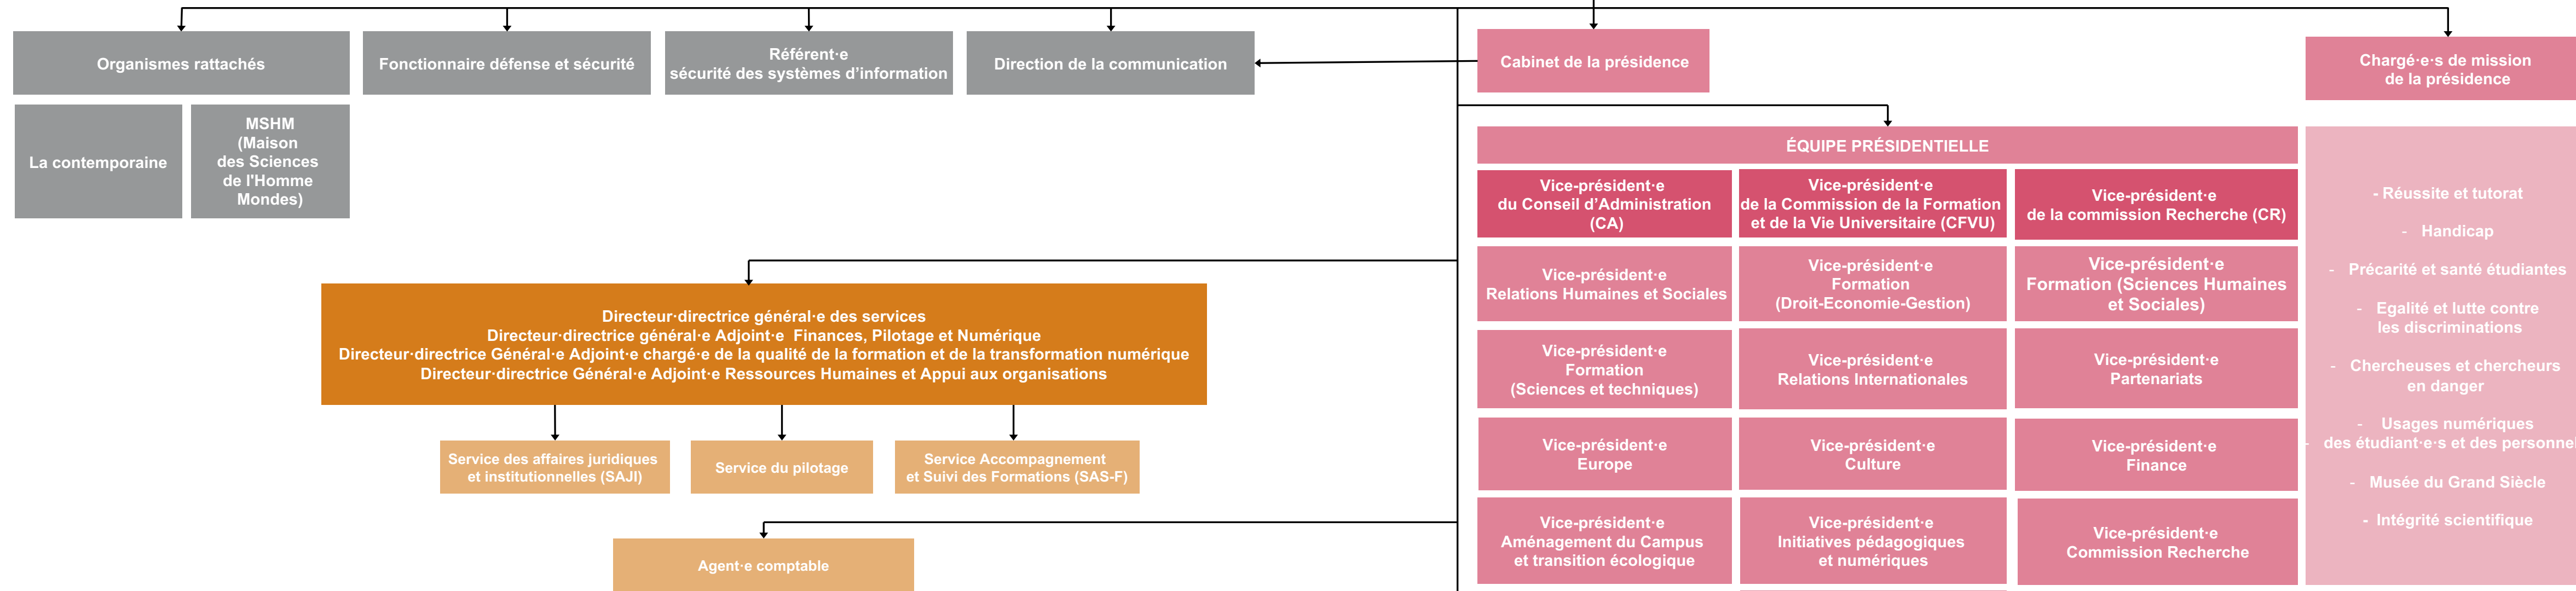 Organismes rattachés
Fonctionnaire défense et sécurité
Référent·e
sécurité des systèmes d’information
Direction de la communication
Cabinet de la présidence
Chargé·e·s de mission
de la présidence
La contemporaine
MSHM
(Maison
des Sciences
de l'Homme
Mondes)
ÉQUIPE PRÉSIDENTIELLE
Vice-président·e
du Conseil d’Administration
(CA)
Vice-président·e
de la Commission de la Formation
et de la Vie Universitaire (CFVU)
Vice-président·e
de la commission Recherche (CR)
Vice-président·e
Relations Humaines et Sociales
Vice-président·e
Formation
(Droit-Economie-Gestion)
Vice-président·e
Formation (Sciences Humaines
et Sociales)
Vice-président·e
Formation
(Sciences et techniques)
Vice-président·e
Relations Internationales
Vice-président·e
Partenariats
Vice-président·e
Europe
Vice-président·e
Culture
Vice-président·e
Finance
Vice-président·e
Aménagement du Campus
et transition écologique
Vice-président·e
Initiatives pédagogiques
et numériques
Vice-président·e
Commission Recherche
- Réussite et tutorat
- Handicap
- Précarité et santé étudiantes
- Egalité et lutte contre
les discriminations
- Chercheuses et chercheurs
en danger
- Usages numériques
- des étudiant·e·s et des personnel
- Musée du Grand Siècle
- Intégrité scientifique
Directeur·directrice général·e des services
Directeur·directrice général·e Adjoint·e Finances, Pilotage et Numérique
Directeur·directrice Général·e Adjoint·e chargé·e de la qualité de la formation et de la transformation numérique
Directeur·directrice Général·e Adjoint·e Ressources Humaines et Appui aux organisations
Service des affaires juridiques
et institutionnelles (SAJI)
Service du pilotage
Service Accompagnement
et Suivi des Formations (SAS-F)
Agent·e comptable